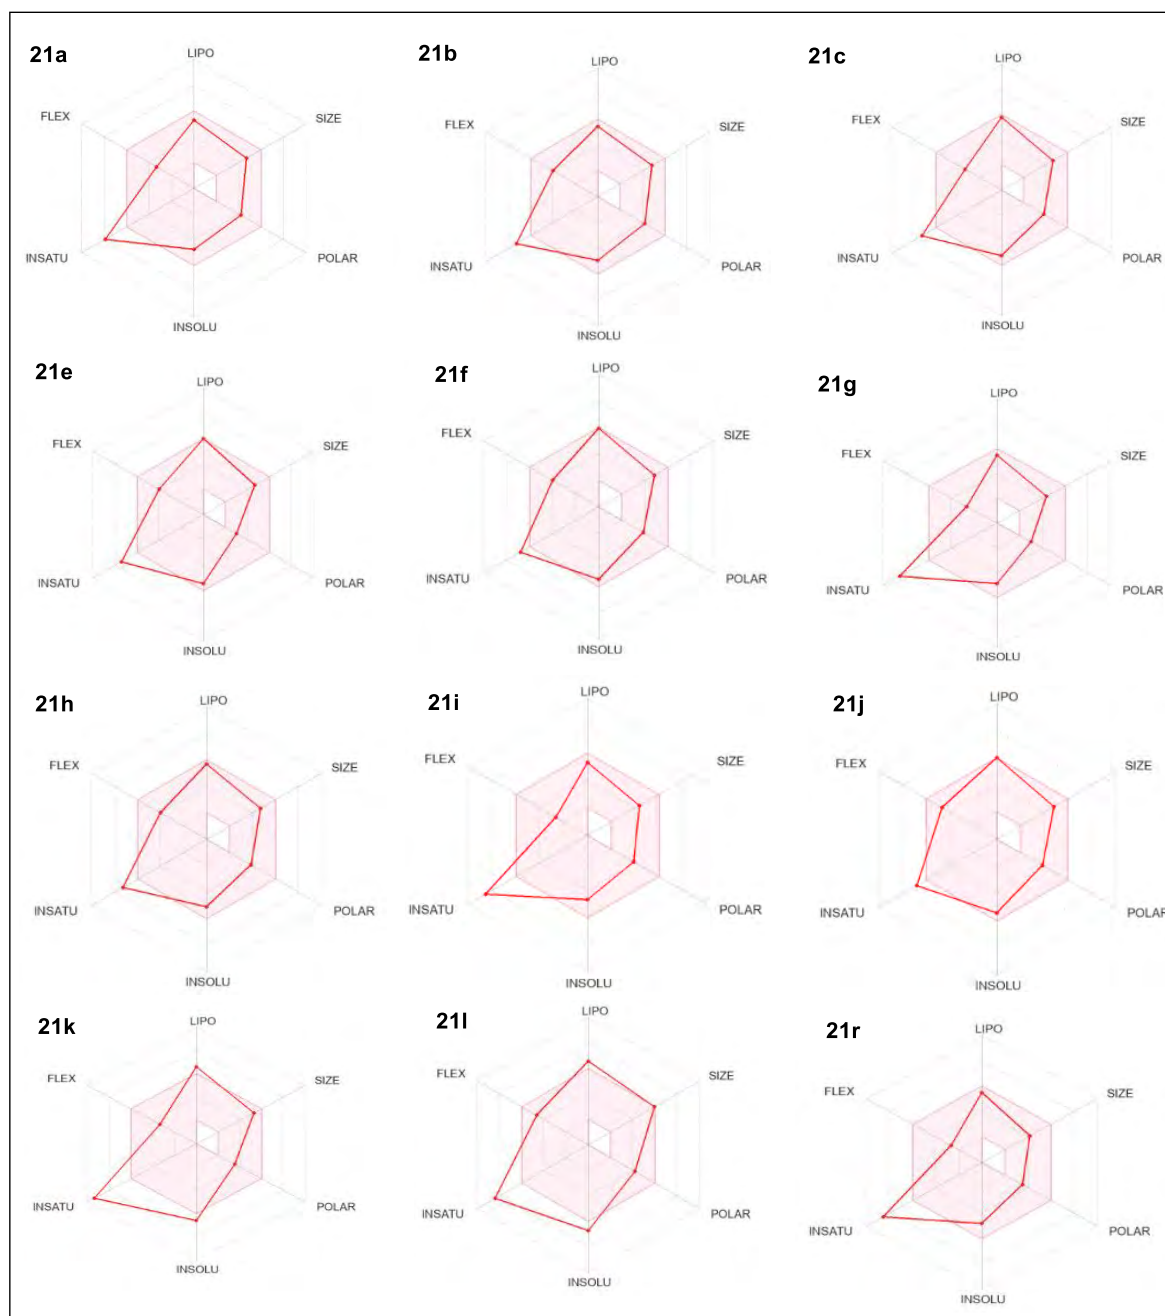 21a
LIPO
FLEX
SIZE
INSATU
POLAR
INSOLU
21b
LIPO
FLEX
SIZE
INSATU
POLAR
INSOLU
21c
LIPO
FLEX
SIZE
INSATU
POLAR
INSOLU
21e
LIPO
FLEX
SIZE
INSATU
POLAR
INSOLU
21f
LIPO
FLEX
SIZE
INSATU
POLAR
INSOLU
21g
LIPO
FLEX
SIZE
INSATU
POLAR
INSOLU
21h
LIPO
FLEX
SIZE
INSATU
POLAR
INSOLU
21i
LIPO
FLEX
SIZE
INSATU
POLAR
INSOLU
21j
LIPO
FLEX
SIZE
INSATU
POLAR
INSOLU
21k
LIPO
FLEX
SIZE
INSATU
POLAR
INSOLU
21l
LIPO
FLEX
SIZE
INSATU
POLAR
INSOLU
21r
LIPO
FLEX
SIZE
INSATU
POLAR
INSOLU